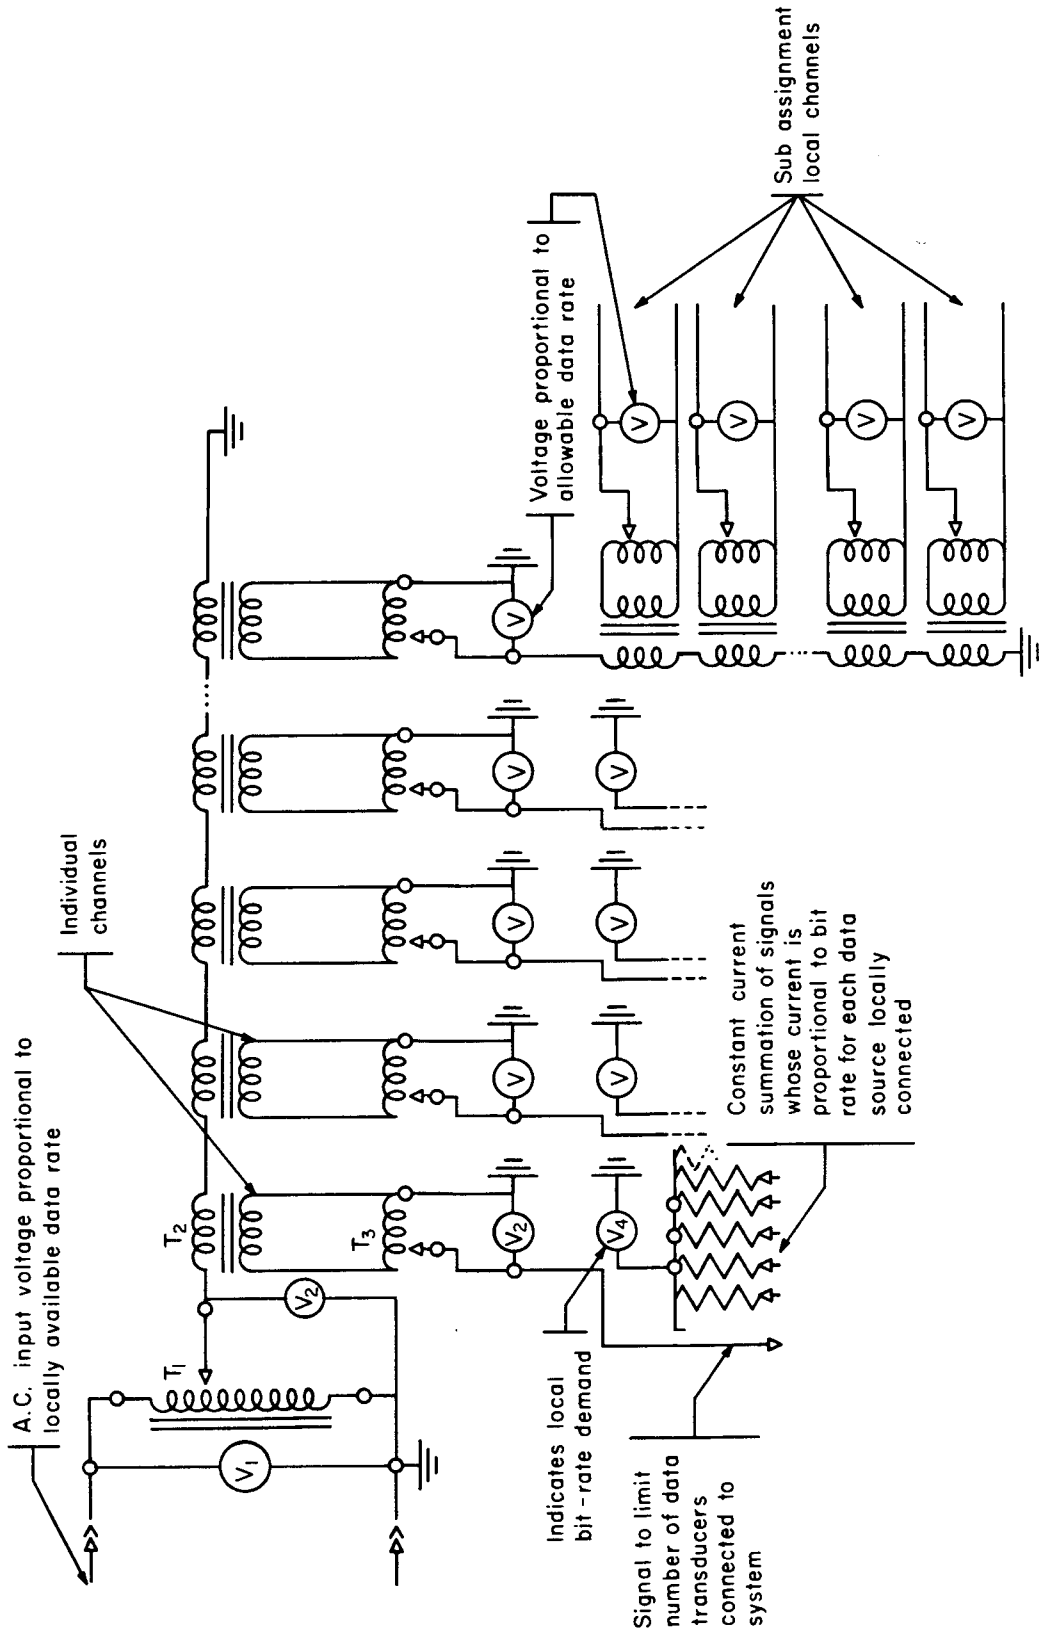 A.C. input voltage proportional to
locally available data rate
Individual
channels
T1
T2
T3
V1
V2
V2
V4
V
V
V
V
V
V
V
V
V
V
V
Voltage proportional to
allowable data rate
Sub assignment
local channels
Indicates local
bit-rate demand
Signal to limit
number of data
transducers
connected to
system
Constant current
summation of signals
whose current is
proportional to bit
rate for each data
source locally
connected